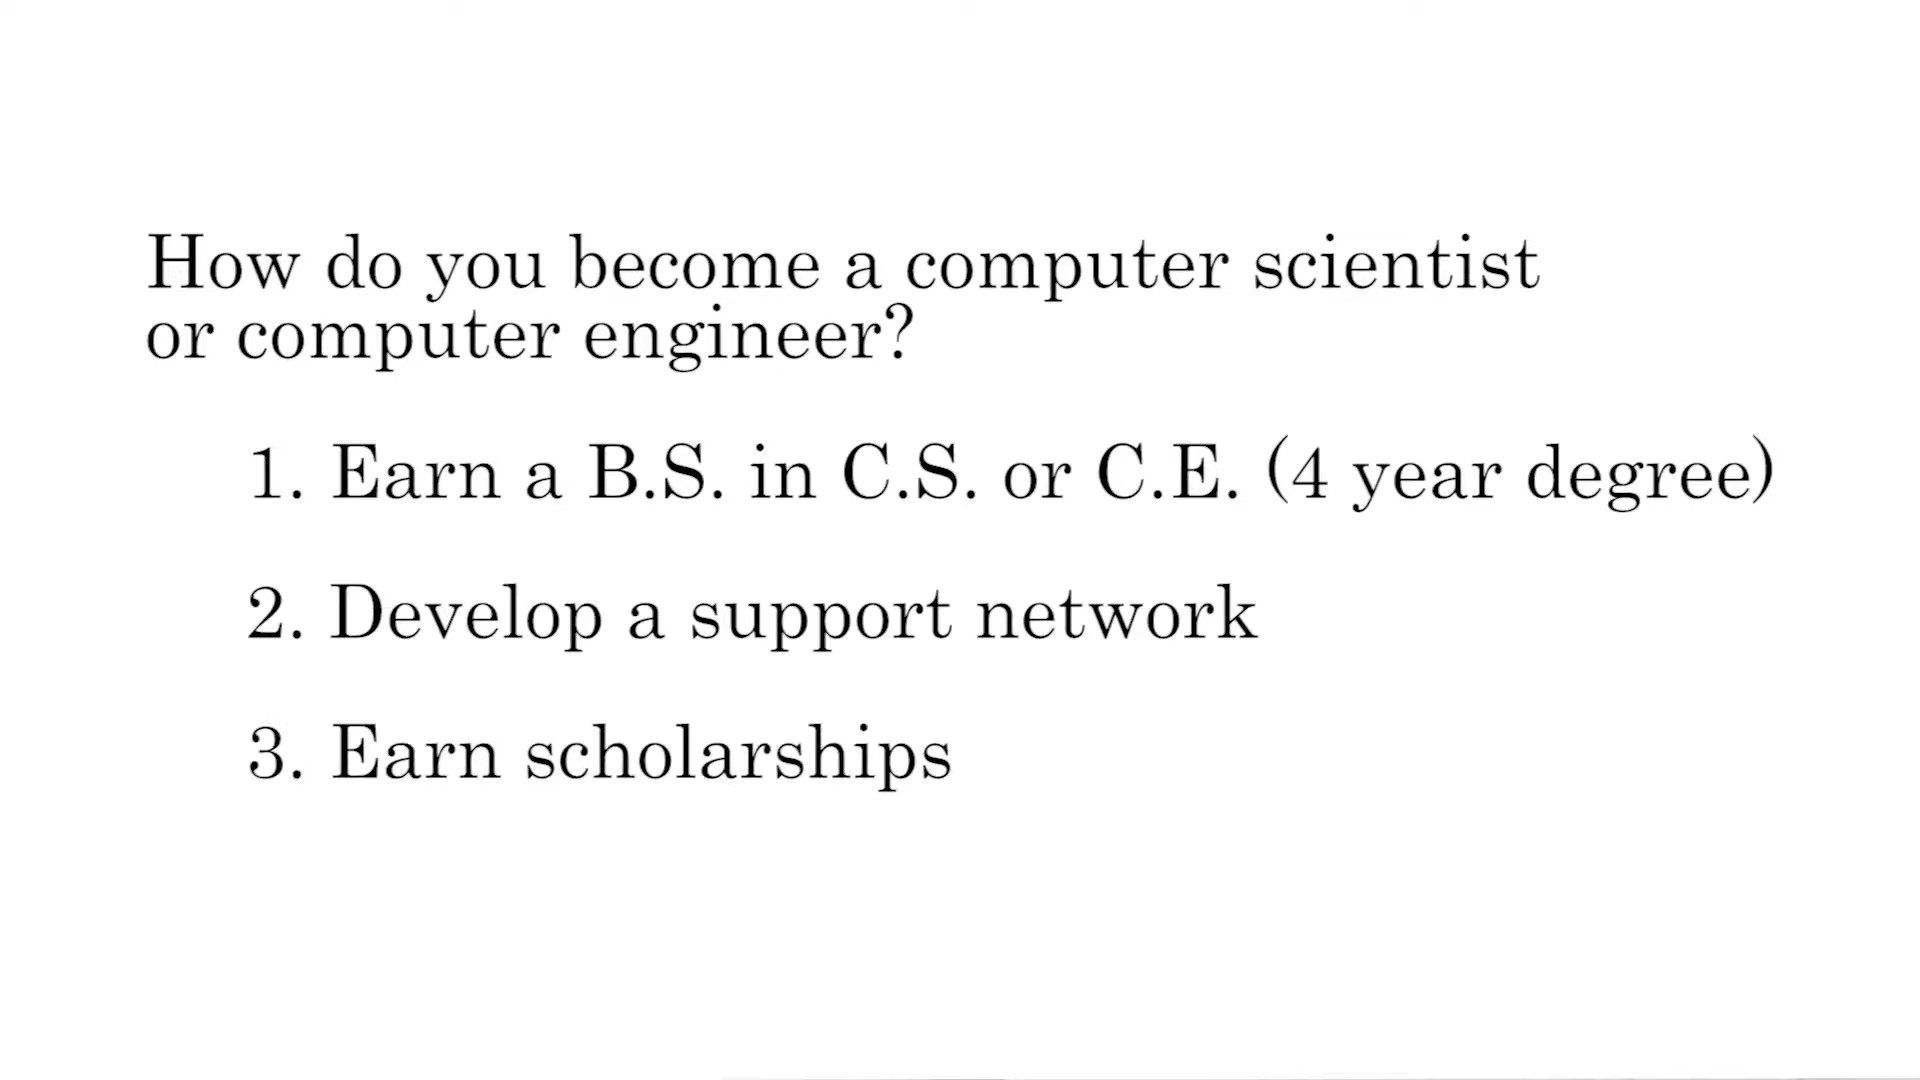 How do you become a computer scientist
or computer engineer?
1. Earn a B.S. in C.S. or C.E. (4 year degree)
2. Develop a support network
3. Earn scholarships